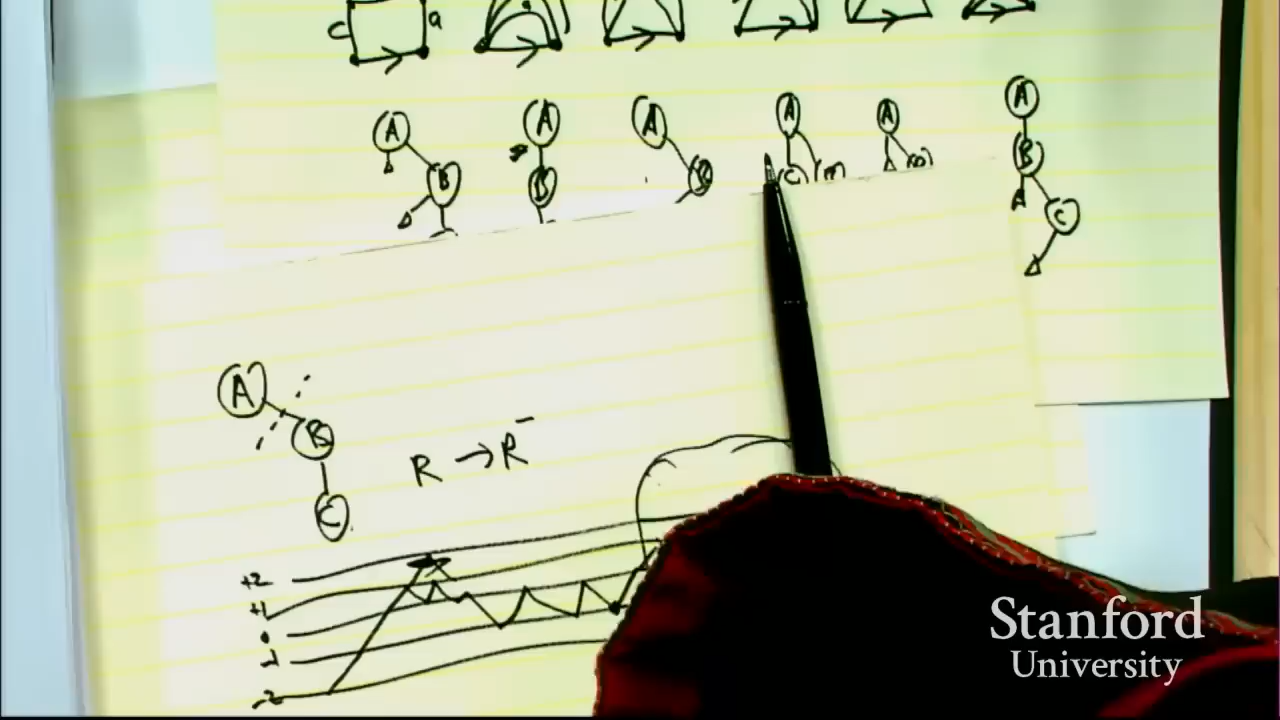 c a
A A A A A A
B B B C B
C
A
B
R → R⁻
C
+2
+1
0
-1
-2
Stanford
University